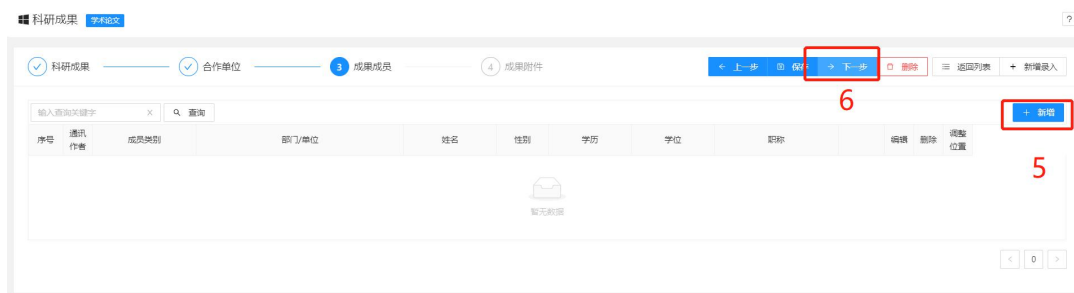 科研成果 学术论文 ?
科研成果 合作单位 3 成果成员 4 成果附件 ← 上一步 保存 → 下一步 删除 返回列表 + 新增录入
6
输入查询关键字 X 查询 + 新增
序号 通讯作者 成员类别 部门/单位 姓名 性别 学历 学位 职称 编辑 删除 调整位置
5
暂无数据
< 0 >